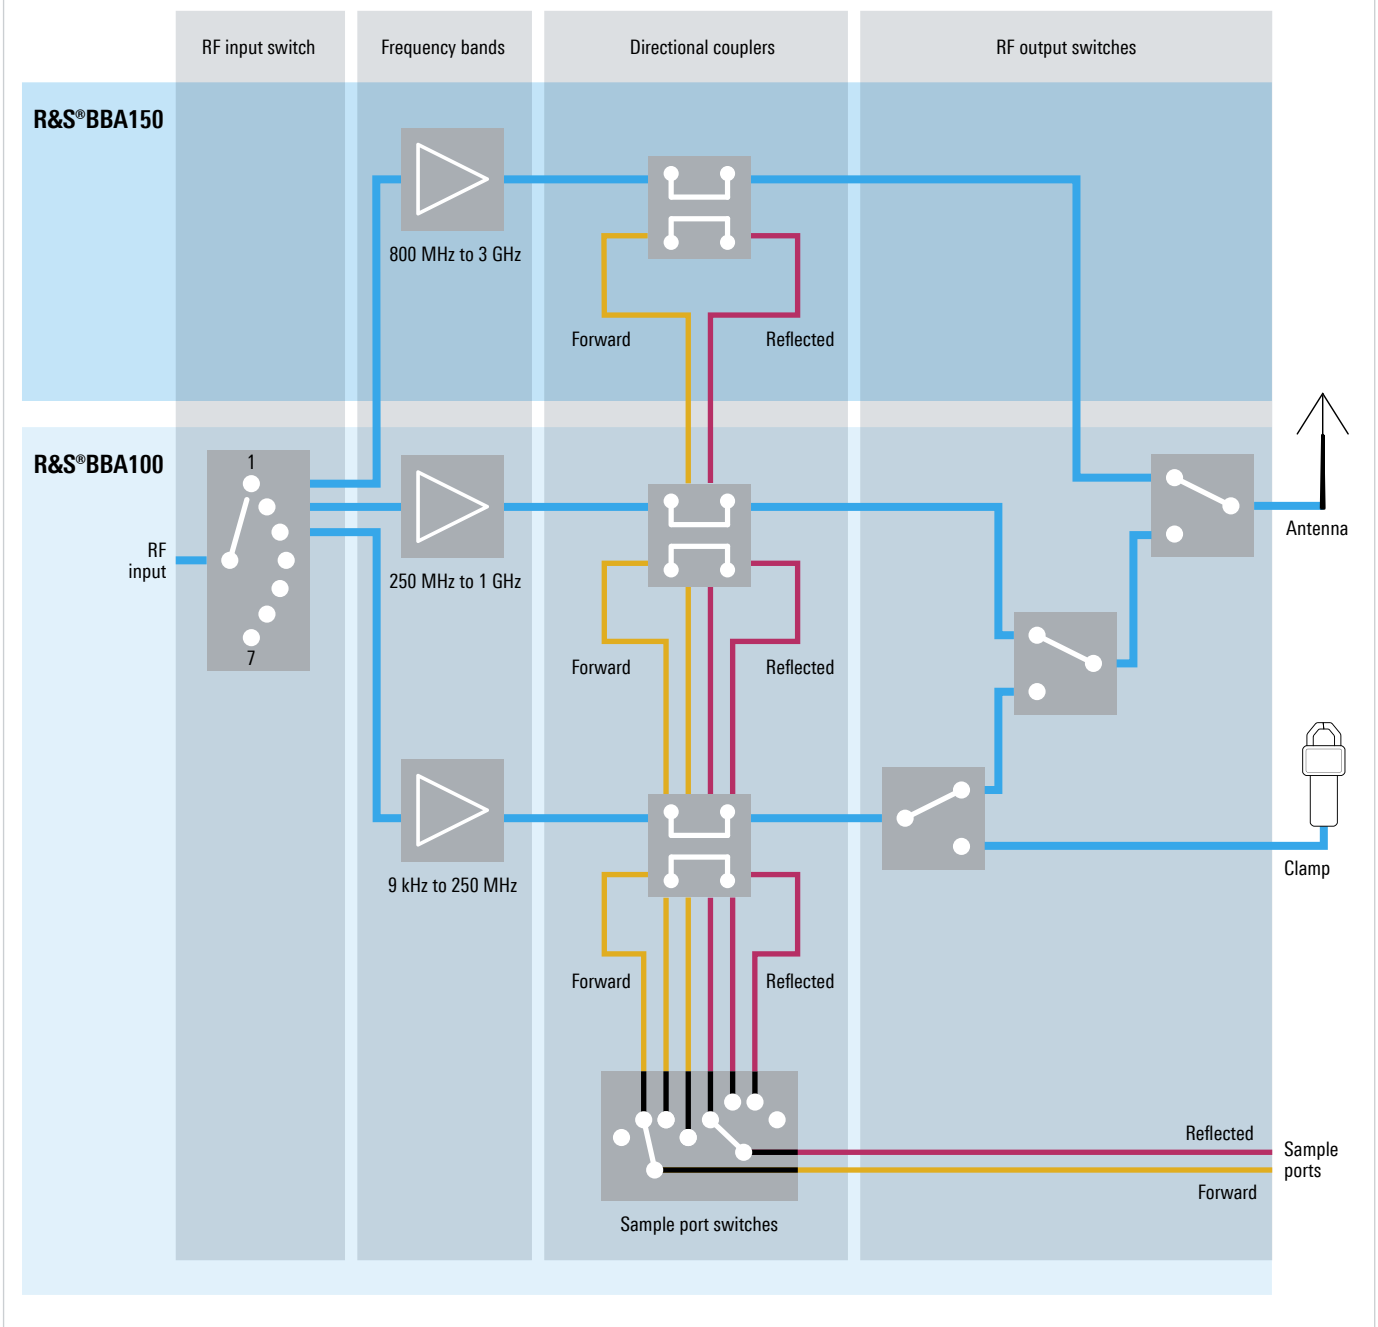 RF input switch
Frequency bands
Directional couplers
RF output switches
R&S®BBA150
800 MHz to 3 GHz
Forward
Reflected
R&S®BBA100
1
RF
input
7
250 MHz to 1 GHz
Forward
Reflected
Antenna
9 kHz to 250 MHz
Clamp
Forward
Reflected
Reflected
Sample
ports
Forward
Sample port switches